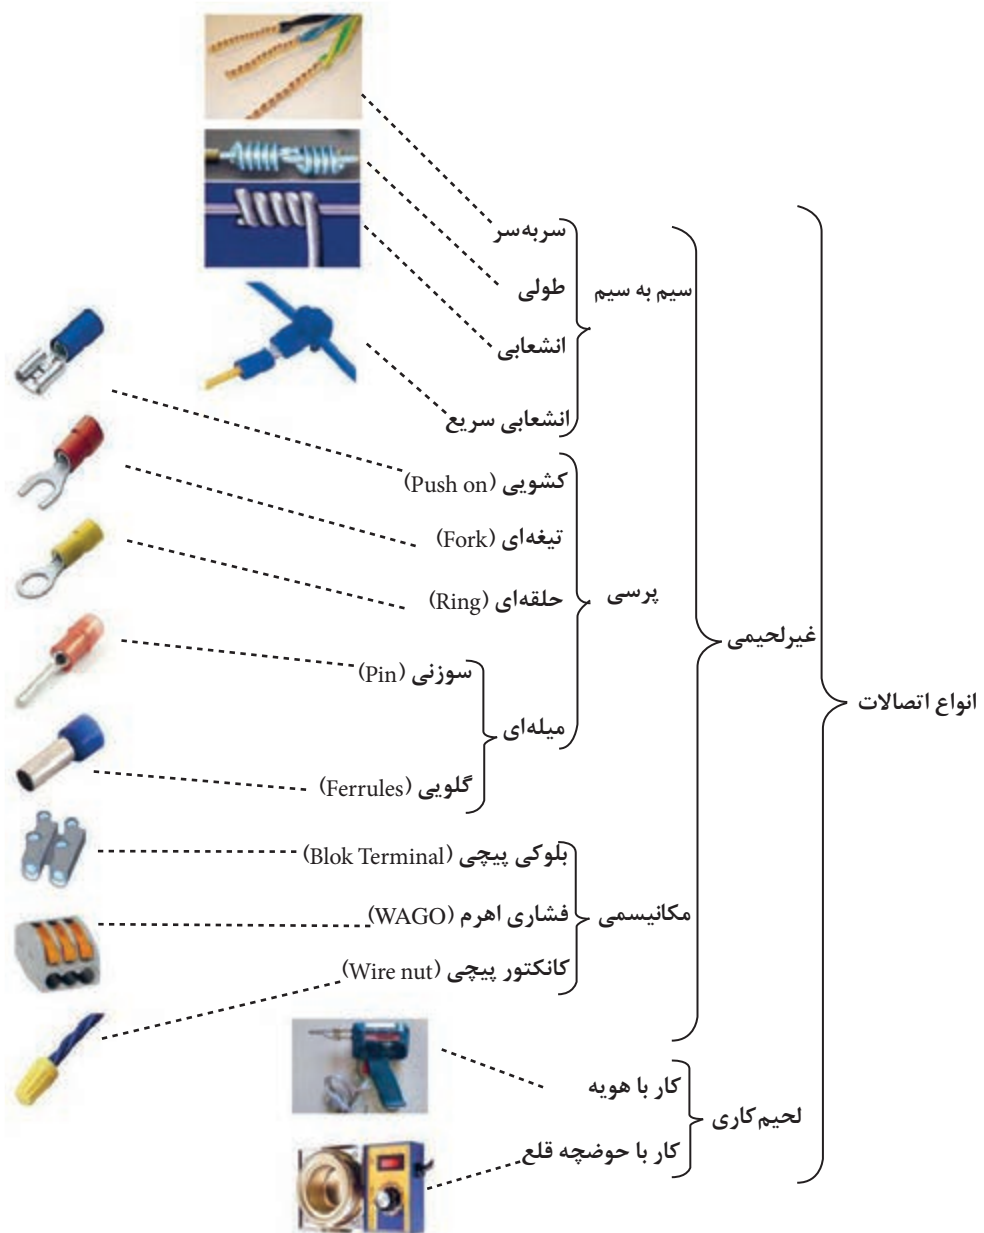 انواع اتصالات
غیرلحیمی
سیم به سیم
سربه‌سر
طولی
انشعابی
انشعابی سریع
پرسی
کشویی (Push on)
تیغه‌ای (Fork)
حلقه‌ای (Ring)
میله‌ای
سوزنی (Pin)
گلویی (Ferrules)
مکانیسمی
بلوکی پیچی (Blok Terminal)
فشاری اهرم (WAGO)
کانکتور پیچی (Wire nut)
لحیم‌کاری
کار با هویه
کار با حوضچه قلع